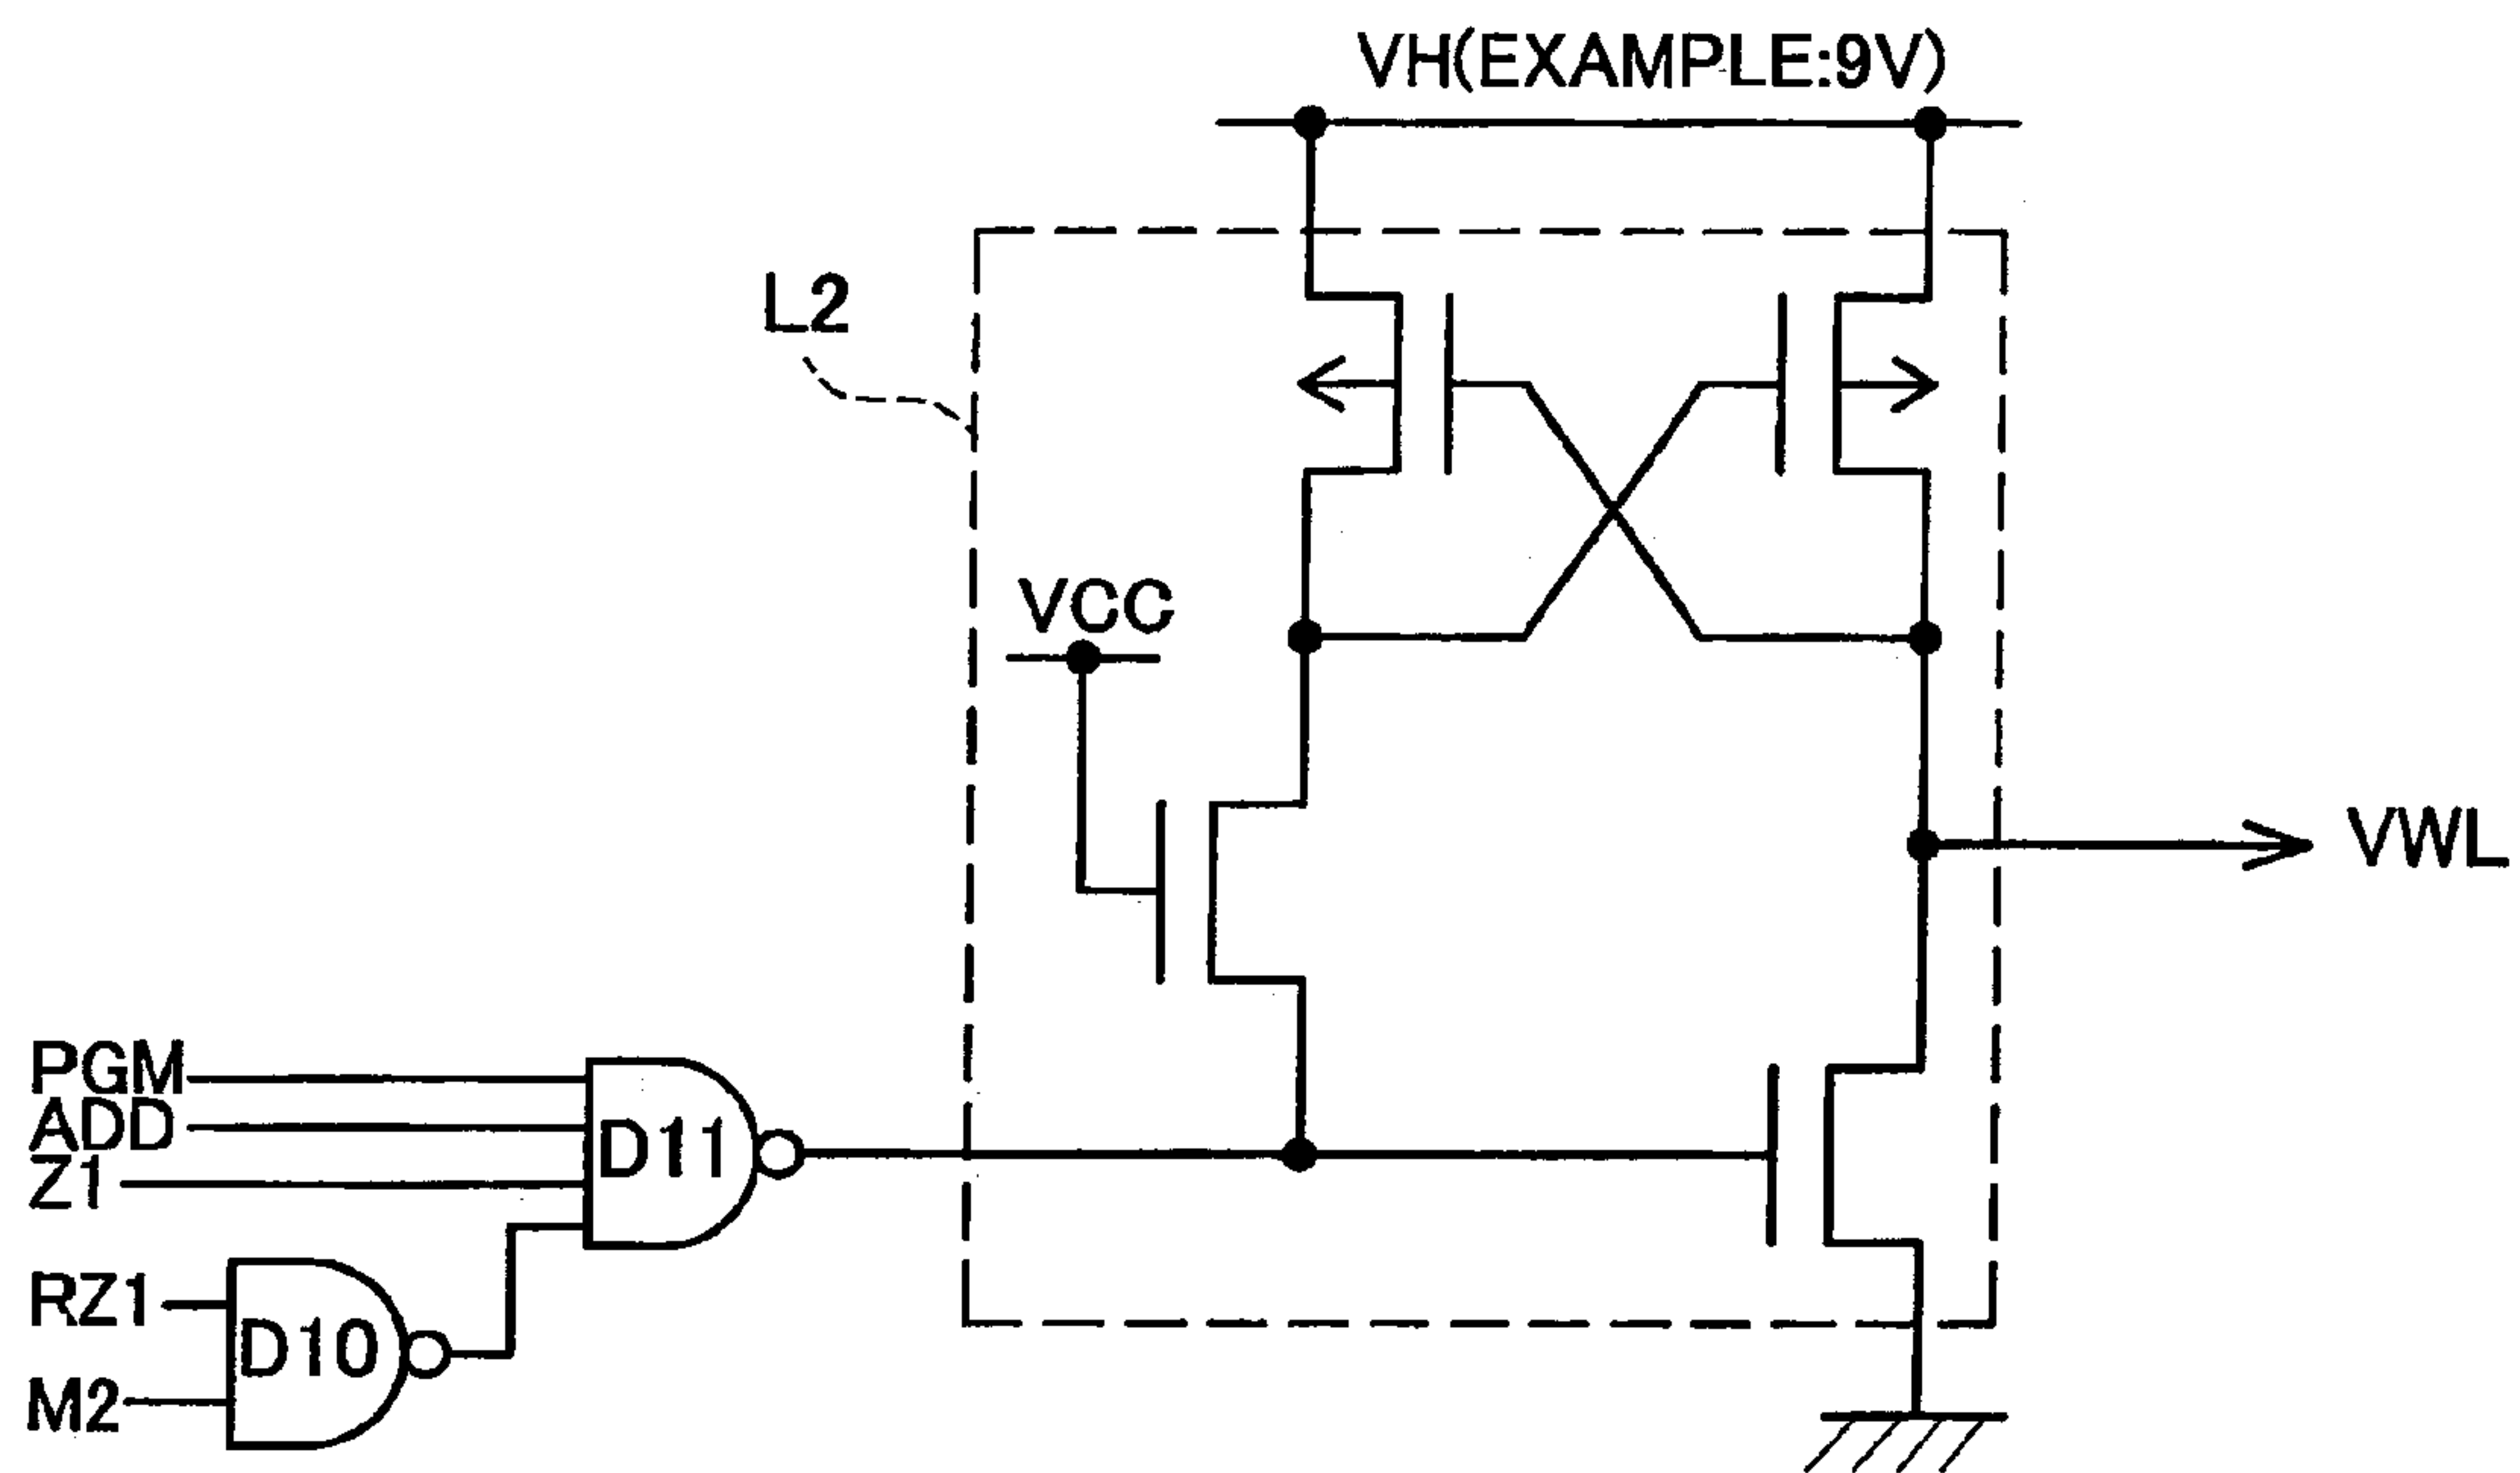 VH(EXAMPLE:9V)
L2
VCC
VWL
PGM
ADD
Z1
D11
RZ1
D10
M2